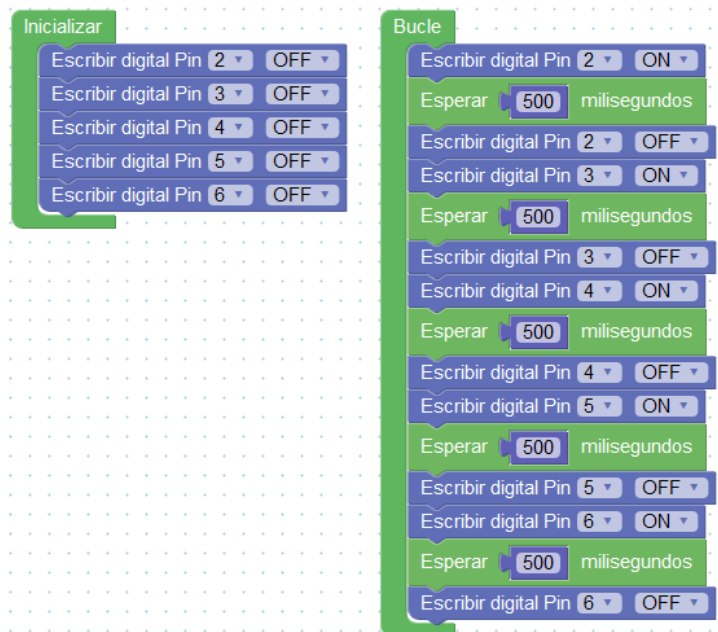 Inicializar
Escribir digital Pin 2 OFF
Escribir digital Pin 3 OFF
Escribir digital Pin 4 OFF
Escribir digital Pin 5 OFF
Escribir digital Pin 6 OFF
Bucle
Escribir digital Pin 2 ON
Esperar 500 milisegundos
Escribir digital Pin 2 OFF
Escribir digital Pin 3 ON
Esperar 500 milisegundos
Escribir digital Pin 3 OFF
Escribir digital Pin 4 ON
Esperar 500 milisegundos
Escribir digital Pin 4 OFF
Escribir digital Pin 5 ON
Esperar 500 milisegundos
Escribir digital Pin 5 OFF
Escribir digital Pin 6 ON
Esperar 500 milisegundos
Escribir digital Pin 6 OFF